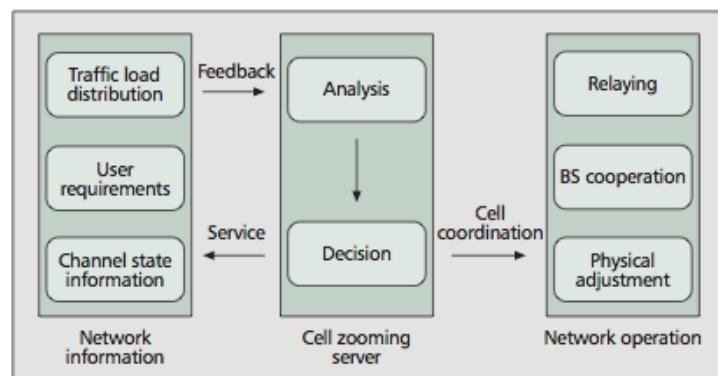 Traffic load
distribution
User
requirements
Channel state
information
Network
information
Feedback
Service
Analysis
Decision
Cell zooming
server
Cell
coordination
Relaying
BS cooperation
Physical
adjustment
Network operation